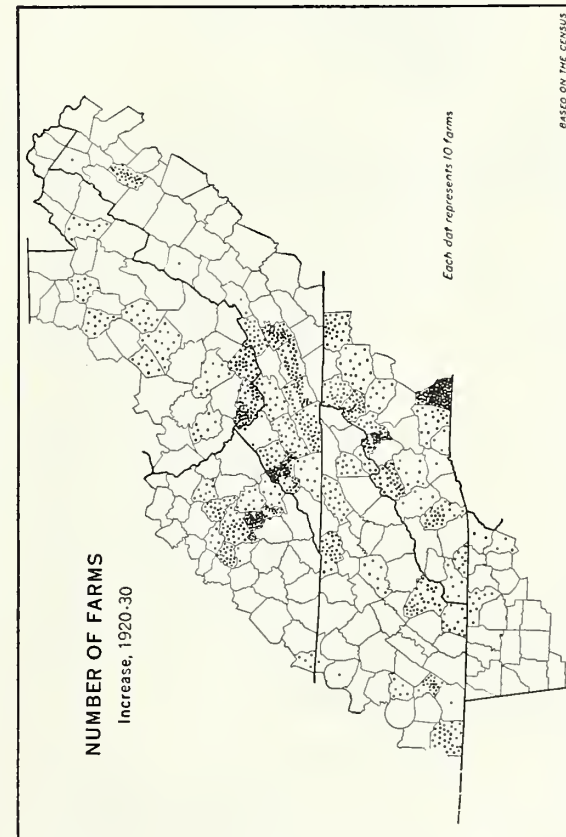 NUMBER OF FARMS
Increase, 1920-30
Each dot represents 10 farms
BASED ON THE CENSUS